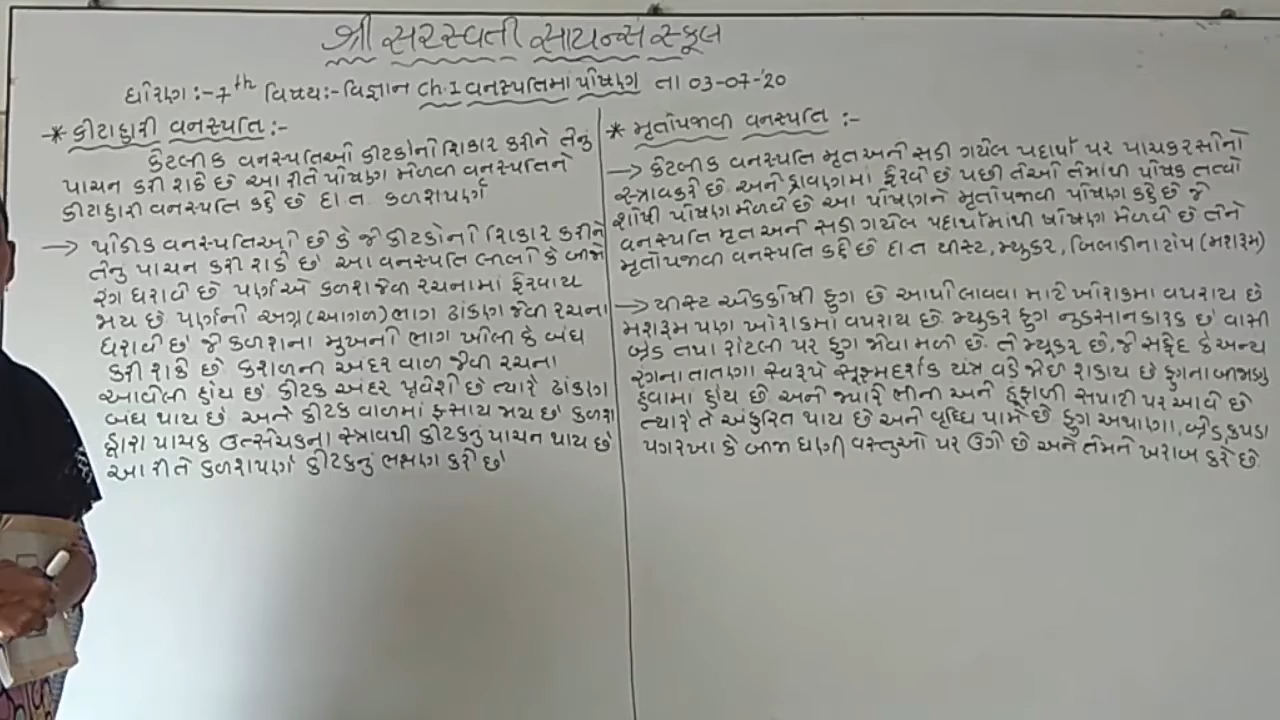 શ્રી સરસ્વતી સાયન્સ સ્કૂલ
ધોરણ:-7th વિષય:-વિજ્ઞાન Ch.1 વનસ્પતિમાં પોષણ તા 03-07-'20
* કીટાહારી વનસ્પતિ:-
કેટલીક વનસ્પતિઓ કીટકોનો શિકાર કરીને તેનુ
પાચન કરી શકે છે આ રીતે પોષણ મેળવી વનસ્પતિને
કીટાહારી વનસ્પતિ કહે છે દા.ત. કળશપર્ણ
→ થોડીક વનસ્પતિઓ છે કે જે કીટકોનો શિકાર કરીને
તેનુ પાચન કરી શકે છે આ વનસ્પતિ લીલો કે બીજો
રંગ ધરાવે છે પર્ણ એ કળશ જેવી રચનામાં ફેરવાય
જાય છે પર્ણનો અગ્ર (આગળ) ભાગ ઢાંકણ જેવી રચના
ધરાવે છે જે કળશના મુખનો ભાગ ખોલી કે બંધ
કરી શકે છે કશળની અંદર વાળ જેવી રચના
આવેલી હોય છે કીટક અંદર પ્રવેશે છે ત્યારે ઢાંકણ
બંધ થાય છે અને કીટક વાળમાં ફસાય જાય છે કળશ
દ્વારા પાચક ઉત્સેચકના સ્ત્રાવથી કીટકનું પાચન થાય છે
આ રીતે કળશપર્ણ કીટકનું ભક્ષણ કરે છે
* મૃતોપજીવી વનસ્પતિ :-
→ કેટલીક વનસ્પતિ મૃત અને સડી ગયેલ પદાર્થો પર પાચકરસોનો
સ્ત્રાવ કરે છે અને દ્રાવણમાં ફેરવે છે પછી તેઓ તેમાંથી પોષક તત્વો
શોષી પોષણ મેળવે છે આ પોષણને મૃતોપજીવી પોષણ કહે છે જે
વનસ્પતિ મૃત અને સડી ગયેલ પદાર્થોમાંથી પોષણ મેળવે છે તેને
મૃતોપજીવી વનસ્પતિ કહે છે દા ત યીસ્ટ, મ્યુકર, બિલાડીના ટોપ (મશરૂમ)
→ યીસ્ટ એકકોષી ફુગ છે આથો લાવવા માટે ખોરાકમાં વપરાય છે
મશરૂમ પણ ખોરાકમાં વપરાય છે. મ્યુકર ફુગ નુકસાનકારક છે વાસી
બ્રેડ તથા રોટલી પર ફુગ જોવા મળે છે. તે મ્યૂકર છે, જે સફેદ કે અન્ય
રંગના તાતણા સ્વરૂપે સૂક્ષ્મદર્શક યંત્ર વડે જોઈ શકાય છે ફુગના બીજાણુ
હવામાં હોય છે અને જ્યારે ભીની અને હૂંફાળી સપાટી પર આવે છે
ત્યારે તે અંકુરિત થાય છે અને વૃધ્ધિ પામે છે ફુગ અથાણા, બ્રેડ, કપડા
પગરખા કે બીજી ઘણી વસ્તુઓ પર ઉગે છે અને તેમને ખરાબ કરે છે.